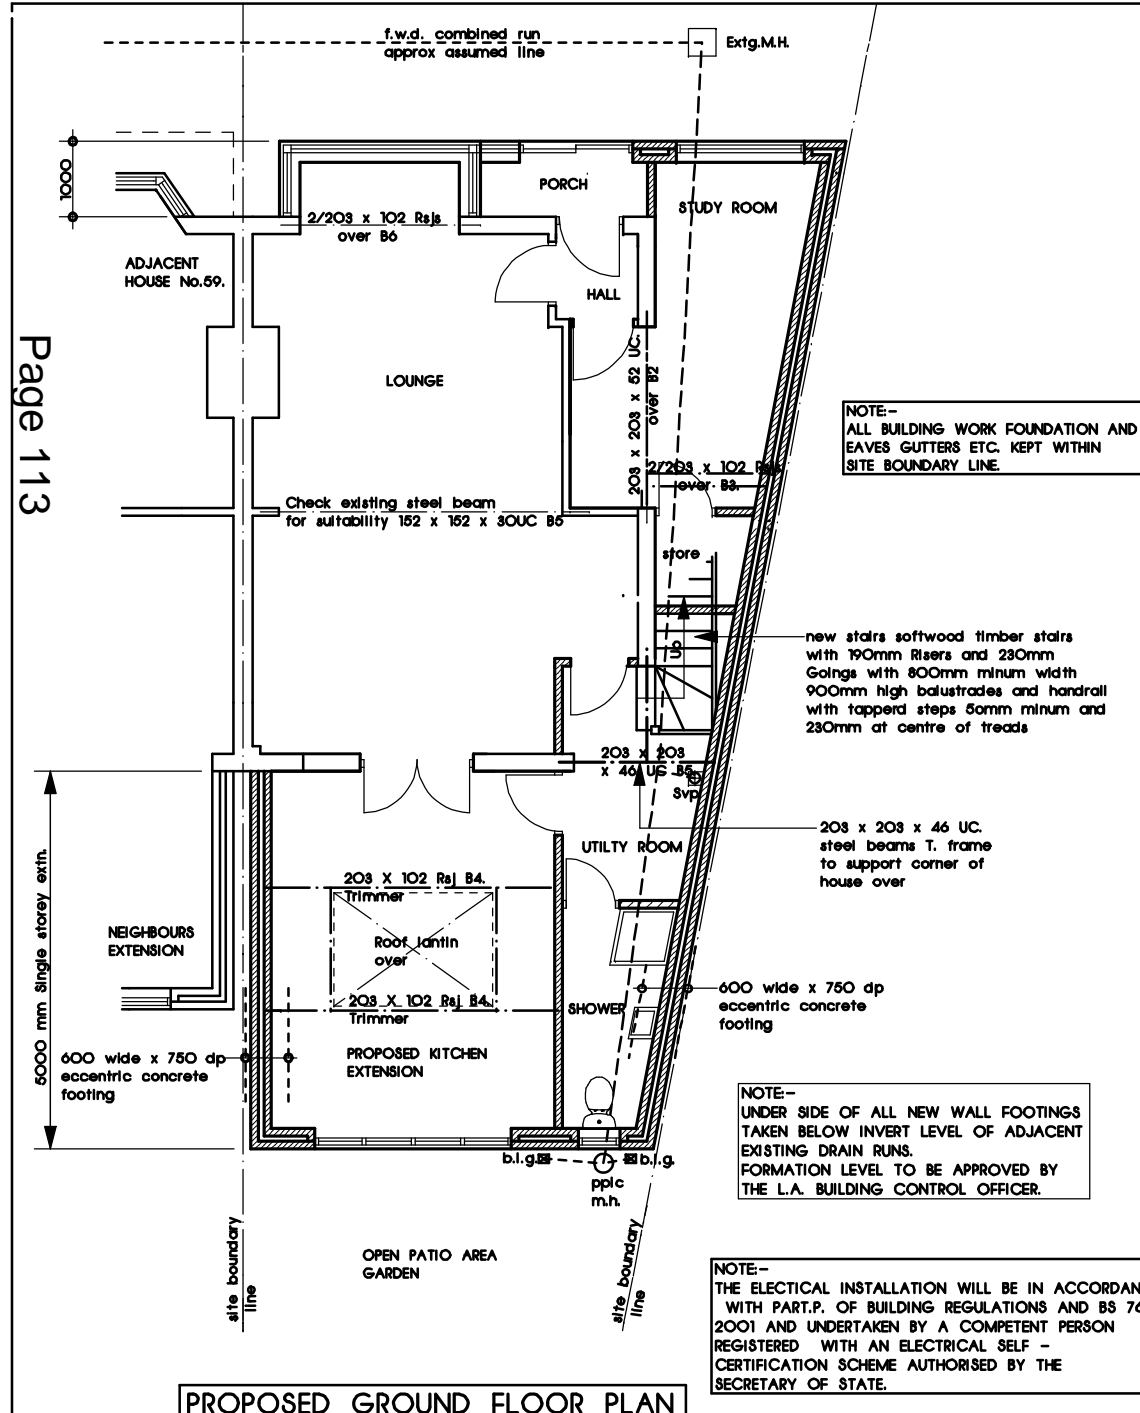 f.w.d. combined run
approx assumed line
Extg.M.H.
1000
PORCH
STUDY ROOM
2/203 x 102 Rsjs
over B6
ADJACENT
HOUSE No.59.
HALL
Page 113
LOUNGE
203 x 203 x 52 UC.
over B2
NOTE:-
ALL BUILDING WORK FOUNDATION AND
EAVES GUTTERS ETC. KEPT WITHIN
SITE BOUNDARY LINE.
2/203 x 102 Rsjs
over B3.
Check existing steel beam
for suitability 152 x 152 x 30UC B5
store
Up
new stairs softwood timber stairs
with 190mm Risers and 230mm
Goings with 800mm minum width
900mm high balustrades and handrail
with tapperd steps 50mm minum and
230mm at centre of treads
203 x 203
x 46 UC B5
Svp
203 x 203 x 46 UC.
steel beams T. frame
to support corner of
house over
UTILTY ROOM
5000 mm Single storey extn.
203 X 102 Rsj B4.
Trimmer
NEIGHBOURS
EXTENSION
Roof lantin
over
203 X 102 Rsj B4.
Trimmer
SHOWER
600 wide x 750 dp
eccentric concrete
footing
PROPOSED KITCHEN
EXTENSION
600 wide x 750 dp
eccentric concrete
footing
NOTE:-
UNDER SIDE OF ALL NEW WALL FOOTINGS
TAKEN BELOW INVERT LEVEL OF ADJACENT
EXISTING DRAIN RUNS.
FORMATION LEVEL TO BE APPROVED BY
THE L.A. BUILDING CONTROL OFFICER.
b.i.g.
b.i.g.
ppic
m.h.
OPEN PATIO AREA
GARDEN
site boundary
line
site boundary
line
NOTE:-
THE ELECTICAL INSTALLATION WILL BE IN ACCORDAN
WITH PART.P. OF BUILDING REGULATIONS AND BS 76
2001 AND UNDERTAKEN BY A COMPETENT PERSON
REGISTERED WITH AN ELECTRICAL SELF -
CERTIFICATION SCHEME AUTHORISED BY THE
SECRETARY OF STATE.
PROPOSED GROUND FLOOR PLAN